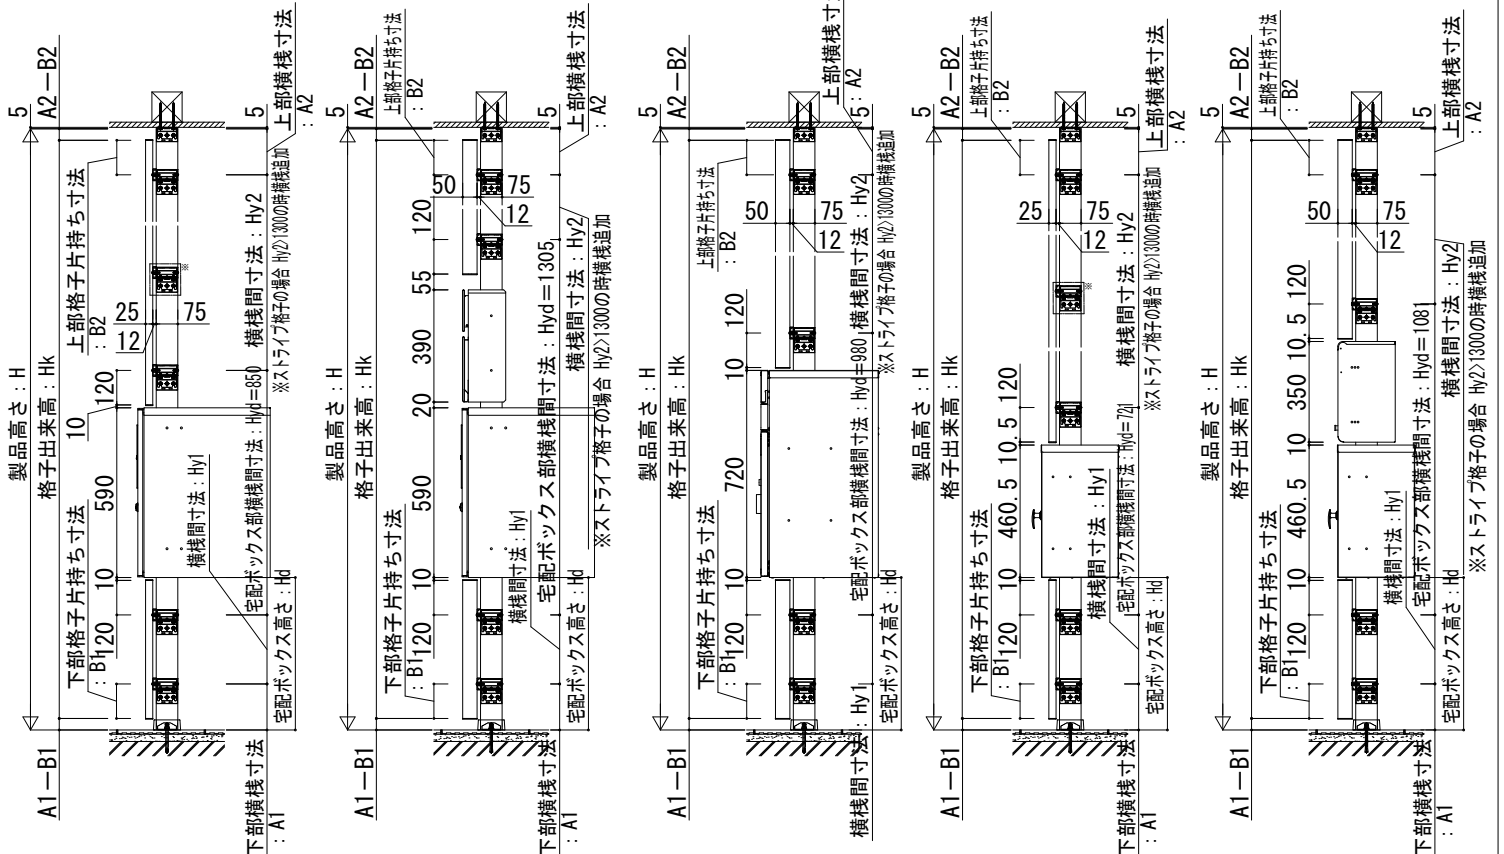 製品高さ：H
格子出来高：Hk
5
A2－B2
A1－B1
上部格子片持ち寸法
：B2
120
10
590
10
120
下部格子片持ち寸法
：B1
25
75
12
※
5
上部横桟寸法
：A2
横桟間寸法：Hy2
※ストライプ格子の場合 Hy2>1300の時横桟追加
宅配ボックス部横桟間寸法：Hyd=850
横桟間寸法：Hy1
宅配ボックス高さ：Hd
下部横桟寸法
：A1
製品高さ：H
格子出来高：Hk
5
A2－B2
A1－B1
上部格子片持ち寸法
：B2
50
75
12
120
55
390
20
590
10
120
下部格子片持ち寸法
：B1
5
上部横桟寸法
：A2
横桟間寸法：Hy2
※ストライプ格子の場合 Hy2>1300の時横桟追加
宅配ボックス部横桟間寸法：Hyd=1305
横桟間寸法：Hy1
宅配ボックス高さ：Hd
下部横桟寸法
：A1
製品高さ：H
格子出来高：Hk
5
A2－B2
A1－B1
上部格子片持ち寸法
：B2
50
75
12
120
10
720
10
120
下部格子片持ち寸法
：B1
5
上部横桟寸法
：A2
横桟間寸法：Hy2
※ストライプ格子の場合 Hy2>1300の時横桟追加
宅配ボックス部横桟間寸法：Hyd=980
横桟間寸法：Hy1
宅配ボックス高さ：Hd
製品高さ：H
格子出来高：Hk
5
A2－B2
A1－B1
上部格子片持ち寸法
：B2
25
75
12
※
120
10.5
460.5
10
120
下部格子片持ち寸法
：B1
5
上部横桟寸法
：A2
横桟間寸法：Hy2
※ストライプ格子の場合 Hy2>1300の時横桟追加
宅配ボックス部横桟間寸法：Hyd=721
横桟間寸法：Hy1
宅配ボックス高さ：Hd
下部横桟寸法
：A1
製品高さ：H
格子出来高：Hk
5
A2－B2
A1－B1
上部格子片持ち寸法
：B2
50
75
12
120
10.5
350
10
460.5
10
120
下部格子片持ち寸法
：B1
5
上部横桟寸法
：A2
横桟間寸法：Hy2
※ストライプ格子の場合 Hy2>1300の時横桟追加
宅配ボックス部横桟間寸法：Hyd=1081
横桟間寸法：Hy1
宅配ボックス高さ：Hd
下部横桟寸法
：A1